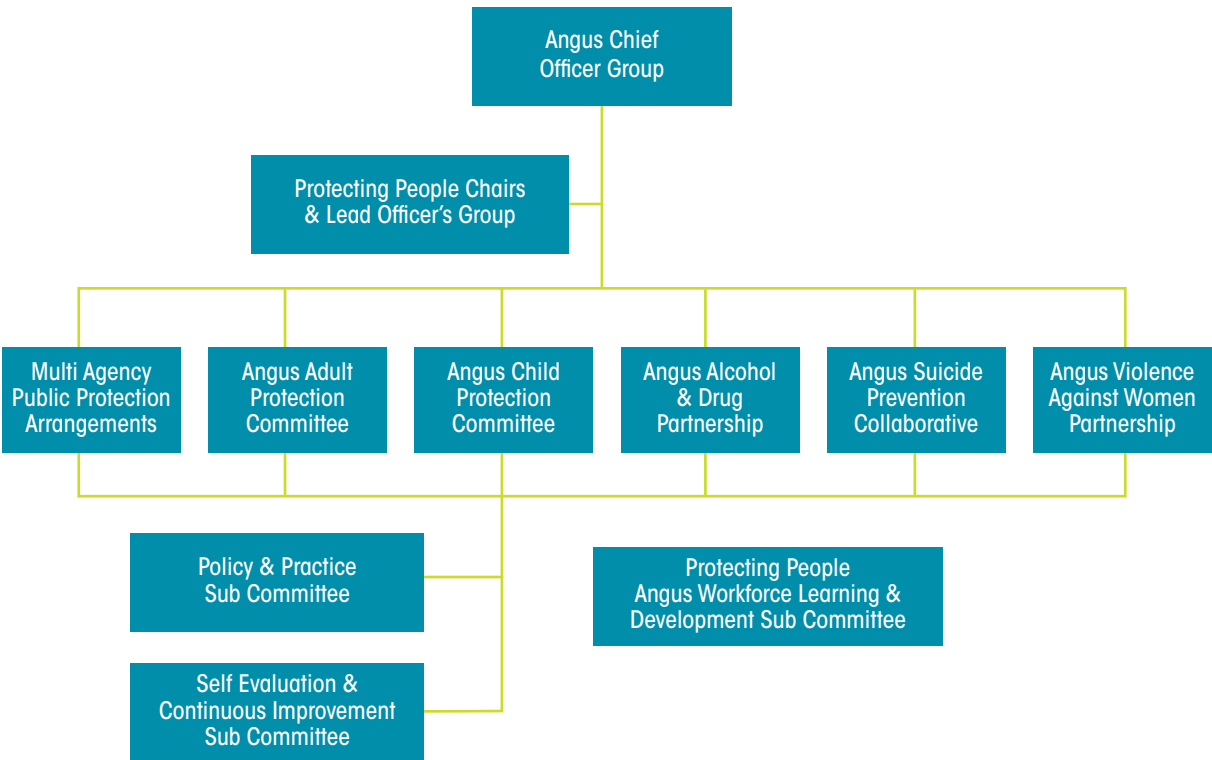 Angus Chief
Officer Group
Protecting People Chairs
& Lead Officer’s Group
Multi Agency
Public Protection
Arrangements
Angus Adult
Protection
Committee
Angus Child
Protection
Committee
Angus Alcohol
& Drug
Partnership
Angus Suicide
Prevention
Collaborative
Angus Violence
Against Women
Partnership
Policy & Practice
Sub Committee
Protecting People
Angus Workforce Learning &
Development Sub Committee
Self Evaluation &
Continuous Improvement
Sub Committee